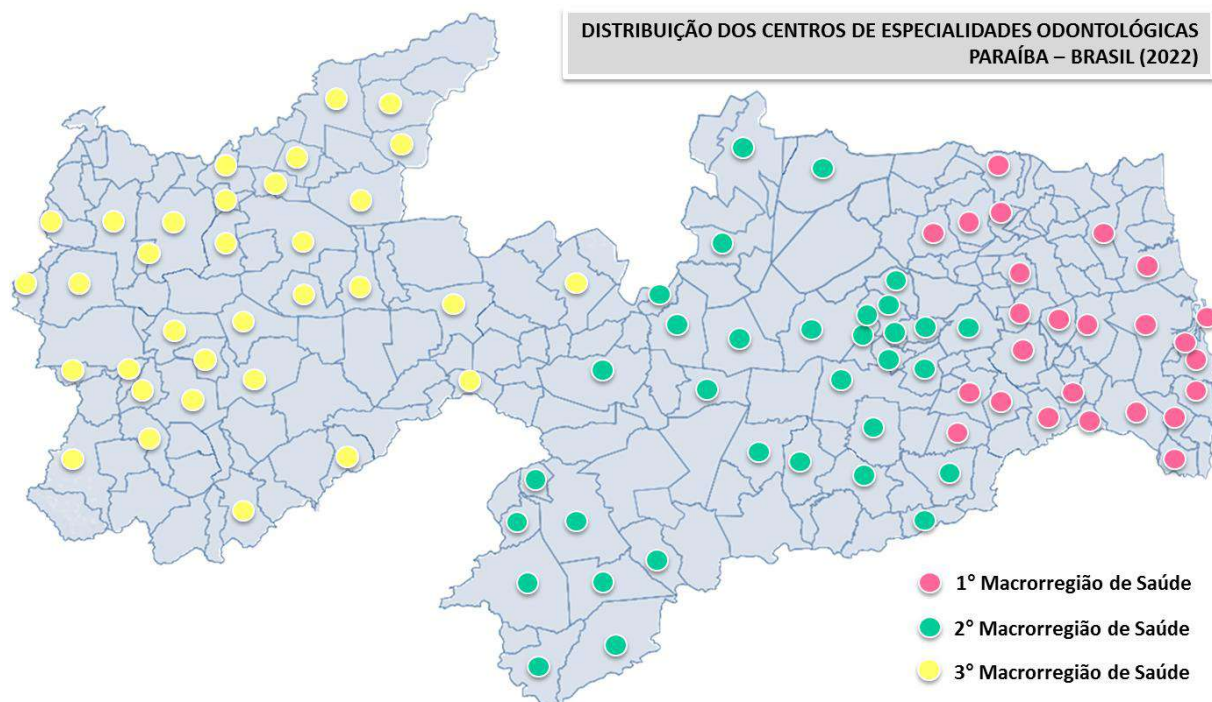 DISTRIBUIÇÃO DOS CENTROS DE ESPECIALIDADES ODONTOLÓGICAS
PARAÍBA – BRASIL (2022)
1° Macrorregião de Saúde
2° Macrorregião de Saúde
3° Macrorregião de Saúde